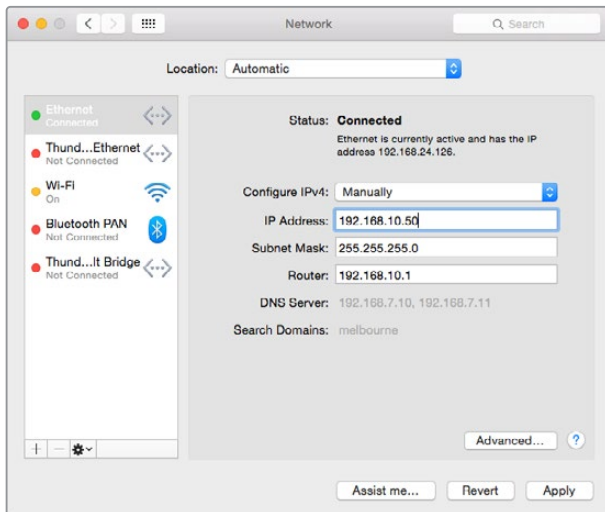 Network
Search
Location: Automatic
Ethernet
Connected
Thund...Ethernet
Not Connected
Wi-Fi
On
Bluetooth PAN
Not Connected
Thund...lt Bridge
Not Connected
Status: Connected
Ethernet is currently active and has the IP
address 192.168.24.126.
Configure IPv4: Manually
IP Address: 192.168.10.50
Subnet Mask: 255.255.255.0
Router: 192.168.10.1
DNS Server: 192.168.7.10, 192.168.7.11
Search Domains: melbourne
Advanced... ?
Assist me... Revert Apply